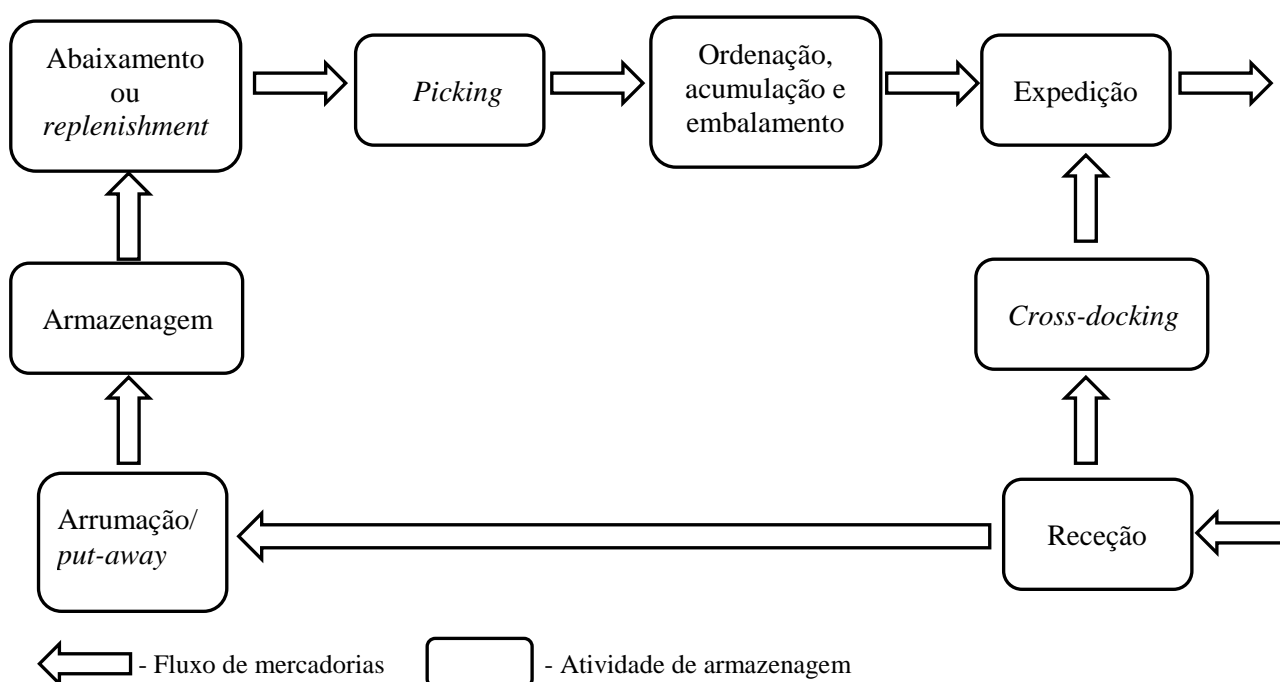 Abaixamento
ou
replenishment
Picking
Ordenação,
acumulação e
embalamento
Expedição
Armazenagem
Cross-docking
Arrumação/
put-away
Receção
- Fluxo de mercadorias
- Atividade de armazenagem